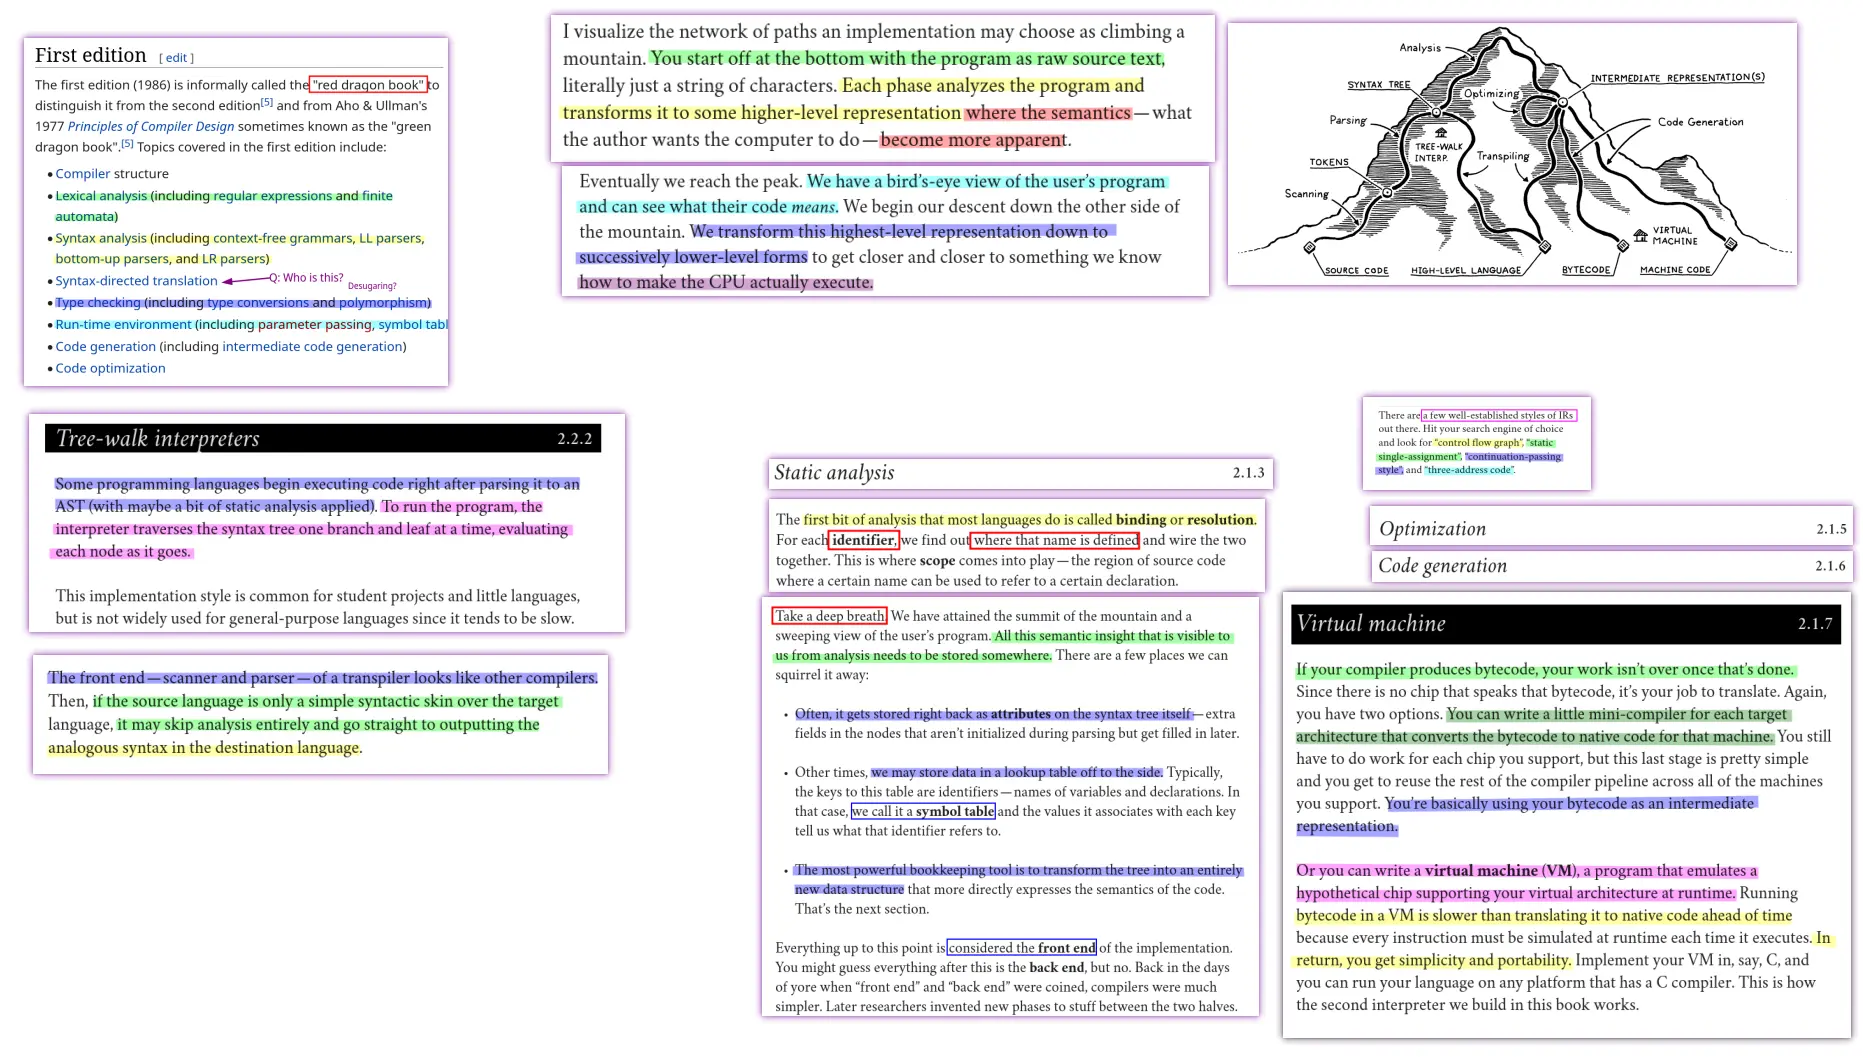 First edition [ edit ]
The first edition (1986) is informally called the "red dragon book" to
distinguish it from the second edition[5] and from Aho & Ullman's
1977 Principles of Compiler Design sometimes known as the "green
dragon book".[5] Topics covered in the first edition include:
• Compiler structure
• Lexical analysis (including regular expressions and finite
automata)
• Syntax analysis (including context-free grammars, LL parsers,
bottom-up parsers, and LR parsers)
• Syntax-directed translation
Q: Who is this?
Desugaring?
• Type checking (including type conversions and polymorphism)
• Run-time environment (including parameter passing, symbol tabl
• Code generation (including intermediate code generation)
• Code optimization
I visualize the network of paths an implementation may choose as climbing a
mountain. You start off at the bottom with the program as raw source text,
literally just a string of characters. Each phase analyzes the program and
transforms it to some higher-level representation where the semantics—what
the author wants the computer to do—become more apparent.
Eventually we reach the peak. We have a bird's-eye view of the user's program
and can see what their code means. We begin our descent down the other side of
the mountain. We transform this highest-level representation down to
successively lower-level forms to get closer and closer to something we know
how to make the CPU actually execute.
Analysis
INTERMEDIATE REPRESENTATION(S)
SYNTAX TREE
Optimizing
Parsing
Code Generation
TREE-WALK
INTERP.
Transpiling
TOKENS
Scanning
VIRTUAL
MACHINE
SOURCE CODE
HIGH-LEVEL LANGUAGE
BYTECODE
MACHINE CODE
Tree-walk interpreters 2.2.2
Some programming languages begin executing code right after parsing it to an
AST (with maybe a bit of static analysis applied). To run the program, the
interpreter traverses the syntax tree one branch and leaf at a time, evaluating
each node as it goes.
This implementation style is common for student projects and little languages,
but is not widely used for general-purpose languages since it tends to be slow.
The front end—scanner and parser—of a transpiler looks like other compilers.
Then, if the source language is only a simple syntactic skin over the target
language, it may skip analysis entirely and go straight to outputting the
analogous syntax in the destination language.
Static analysis 2.1.3
The first bit of analysis that most languages do is called binding or resolution.
For each identifier, we find out where that name is defined and wire the two
together. This is where scope comes into play—the region of source code
where a certain name can be used to refer to a certain declaration.
Take a deep breath. We have attained the summit of the mountain and a
sweeping view of the user's program. All this semantic insight that is visible to
us from analysis needs to be stored somewhere. There are a few places we can
squirrel it away:
• Often, it gets stored right back as attributes on the syntax tree itself—extra
fields in the nodes that aren't initialized during parsing but get filled in later.
• Other times, we may store data in a lookup table off to the side. Typically,
the keys to this table are identifiers—names of variables and declarations. In
that case, we call it a symbol table and the values it associates with each key
tell us what that identifier refers to.
• The most powerful bookkeeping tool is to transform the tree into an entirely
new data structure that more directly expresses the semantics of the code.
That's the next section.
Everything up to this point is considered the front end of the implementation.
You might guess everything after this is the back end, but no. Back in the days
of yore when “front end” and “back end” were coined, compilers were much
simpler. Later researchers invented new phases to stuff between the two halves.
There are a few well-established styles of IRs
out there. Hit your search engine of choice
and look for “control flow graph”, “static
single-assignment”, “continuation-passing
style”, and “three-address code”.
Optimization 2.1.5
Code generation 2.1.6
Virtual machine 2.1.7
If your compiler produces bytecode, your work isn't over once that's done.
Since there is no chip that speaks that bytecode, it's your job to translate. Again,
you have two options. You can write a little mini-compiler for each target
architecture that converts the bytecode to native code for that machine. You still
have to do work for each chip you support, but this last stage is pretty simple
and you get to reuse the rest of the compiler pipeline across all of the machines
you support. You're basically using your bytecode as an intermediate
representation.
Or you can write a virtual machine (VM), a program that emulates a
hypothetical chip supporting your virtual architecture at runtime. Running
bytecode in a VM is slower than translating it to native code ahead of time
because every instruction must be simulated at runtime each time it executes. In
return, you get simplicity and portability. Implement your VM in, say, C, and
you can run your language on any platform that has a C compiler. This is how
the second interpreter we build in this book works.